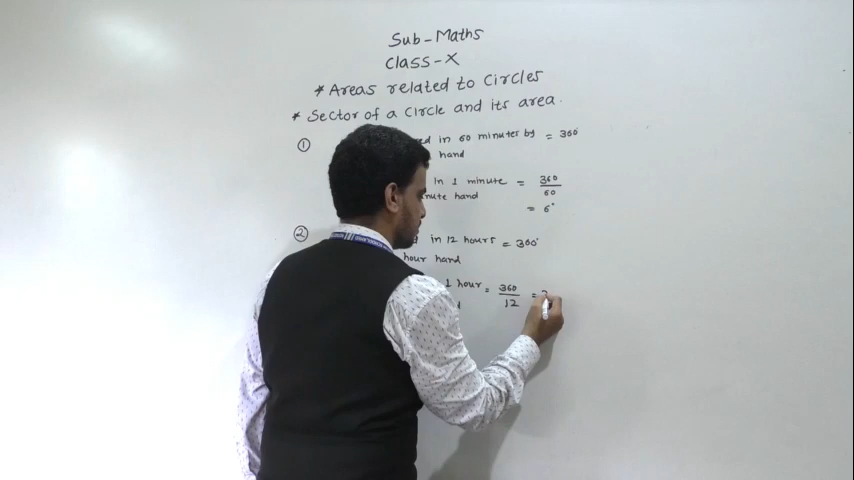 Sub-Maths
Class-X
* Areas related to Circles
* Sector of a Circle and its area.
① ed in 60 minutes by = 360°
hand
in 1 minute = 360/60
nute hand
= 6°
② in 12 hours = 360°
hour hand
1 hour = 360/12 =